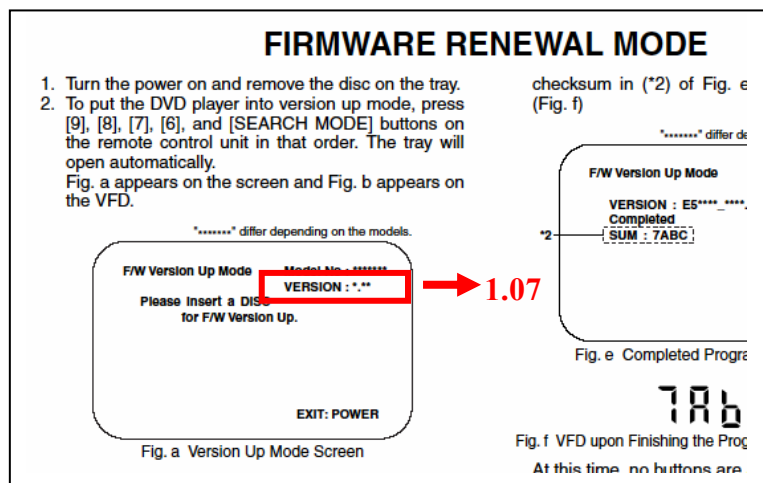 FIRMWARE RENEWAL MODE
1. Turn the power on and remove the disc on the tray.
2. To put the DVD player into version up mode, press
[9], [8], [7], [6], and [SEARCH MODE] buttons on
the remote control unit in that order. The tray will
open automatically.
Fig. a appears on the screen and Fig. b appears on
the VFD.
"*******" differ depending on the models.
F/W Version Up Mode Model No : *******
VERSION : *.**
Please Insert a DISC
for F/W Version Up.
EXIT: POWER
Fig. a Version Up Mode Screen
1.07
checksum in (*2) of Fig. e
(Fig. f)
"*******" differ de
F/W Version Up Mode
VERSION : E5****_****.
Completed
*2 SUM : 7ABC
Fig. e Completed Progra
7Ab
Fig. f VFD upon Finishing the Prog
At this time, no buttons are